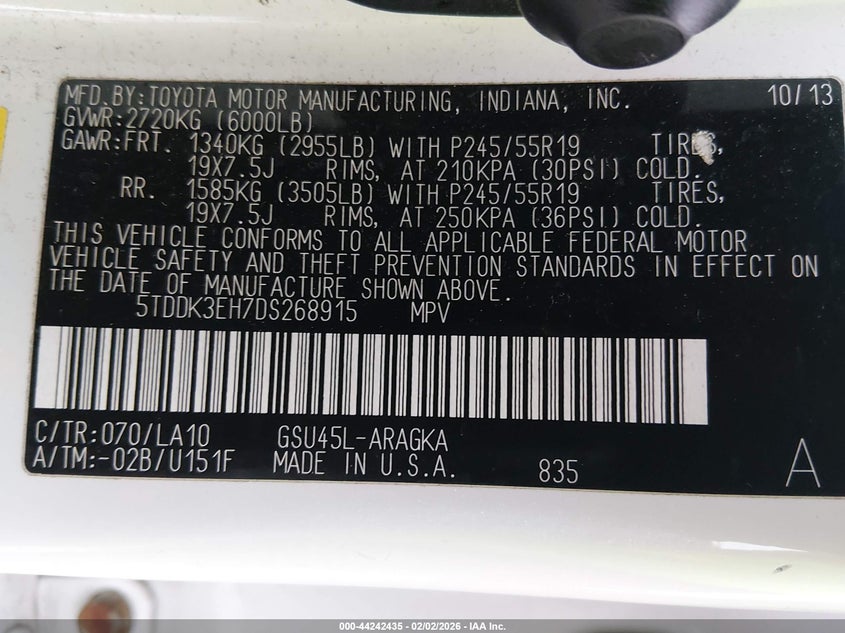 MFD.BY:TOYOTA MOTOR MANUFACTURING, INDIANA, INC. 10/13
GVWR:2720KG (6000LB)
GAWR:FRT. 1340KG (2955LB) WITH P245/55R19 TIRES,
19X7.5J RIMS, AT 210KPA (30PSI) COLD.
RR. 1585KG (3505LB) WITH P245/55R19 TIRES,
19X7.5J RIMS, AT 250KPA (36PSI) COLD.
THIS VEHICLE CONFORMS TO ALL APPLICABLE FEDERAL MOTOR
VEHICLE SAFETY AND THEFT PREVENTION STANDARDS IN EFFECT ON
THE DATE OF MANUFACTURE SHOWN ABOVE.
5TDDK3EH7DS268915 MPV
C/TR:070/LA10 GSU45L-ARAGKA
A/TM:-02B/U151F MADE IN U.S.A. 835 A
000-44242435 - 02/02/2026 - IAA Inc.